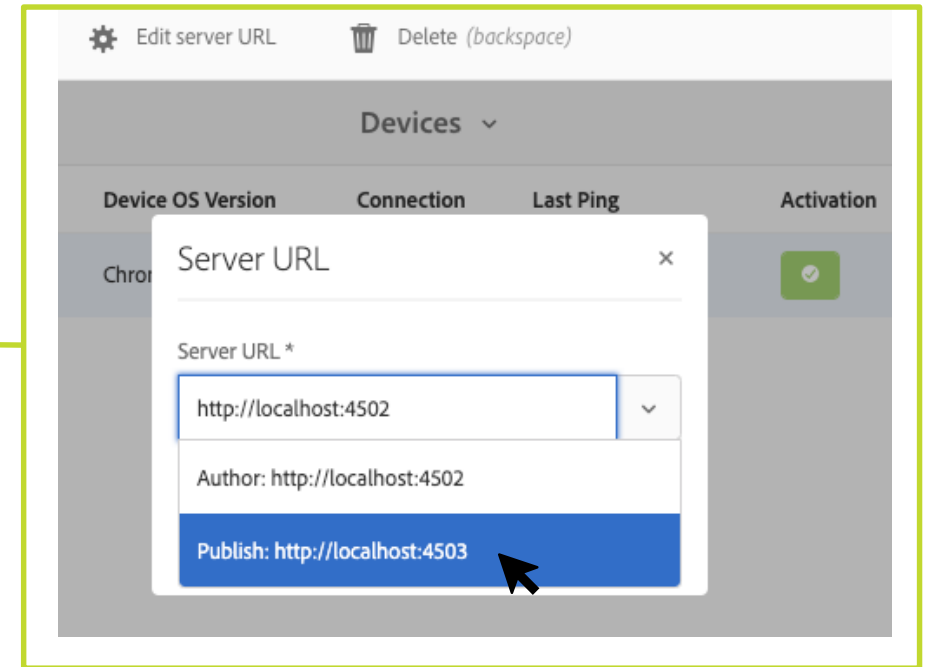 Edit server URL Delete (backspace)
Devices
Device OS Version Connection Last Ping Activation
Chror
Server URL ×
Server URL *
http://localhost:4502
Author: http://localhost:4502
Publish: http://localhost:4503